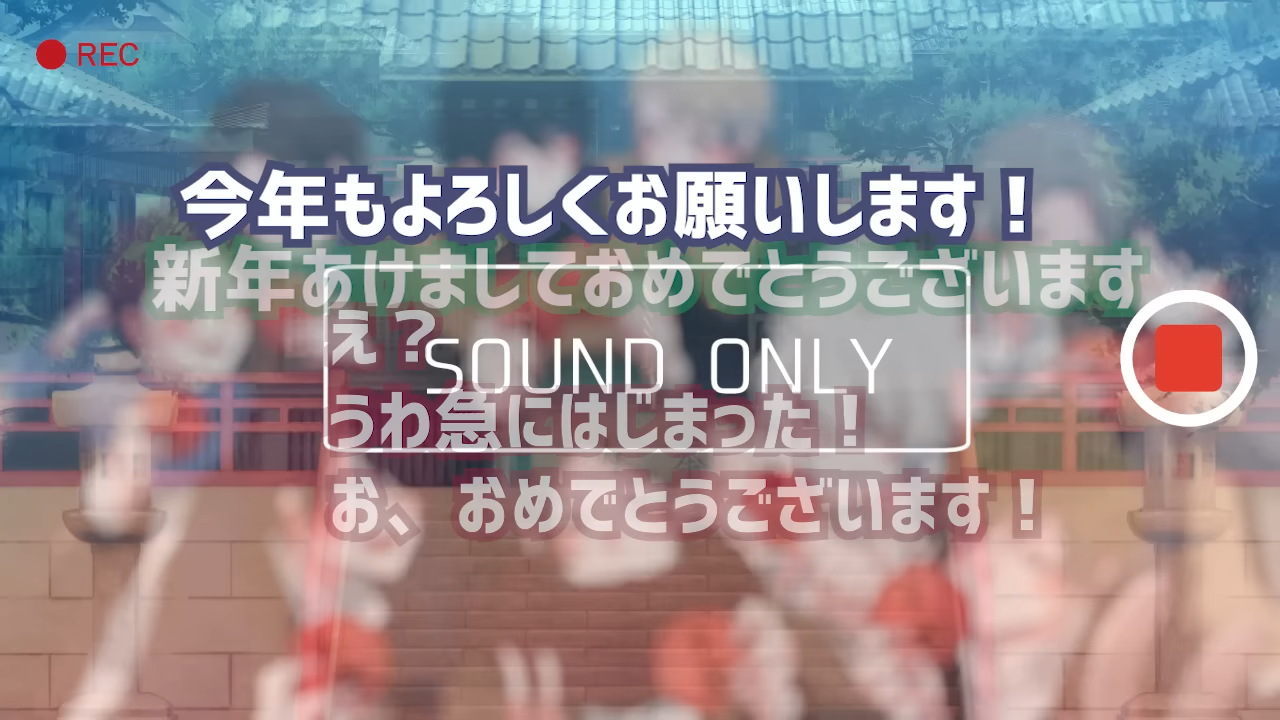 REC
今年もよろしくお願いします！
新年あけましておめでとうございます
え？
SOUND ONLY
うわ急にはじまった！
お、おめでとうございます！